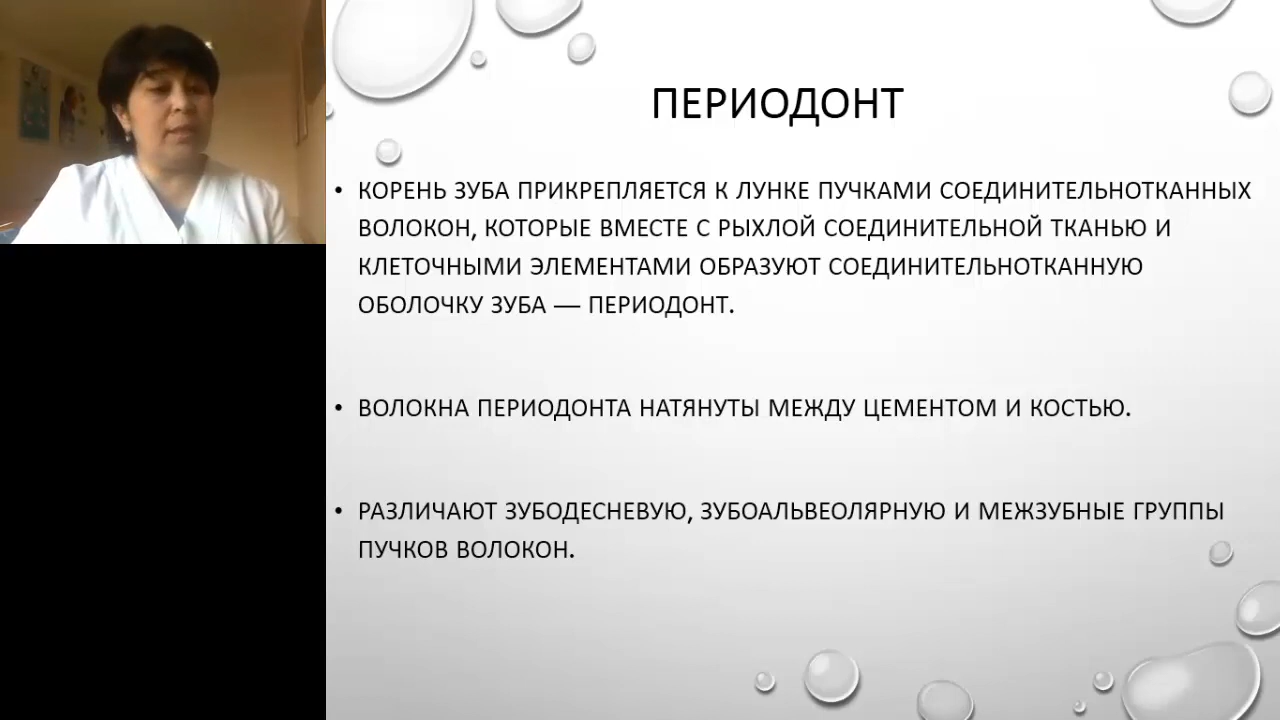 ПЕРИОДОНТ
• КОРЕНЬ ЗУБА ПРИКРЕПЛЯЕТСЯ К ЛУНКЕ ПУЧКАМИ СОЕДИНИТЕЛЬНОТКАННЫХ
ВОЛОКОН, КОТОРЫЕ ВМЕСТЕ С РЫХЛОЙ СОЕДИНИТЕЛЬНОЙ ТКАНЬЮ И
КЛЕТОЧНЫМИ ЭЛЕМЕНТАМИ ОБРАЗУЮТ СОЕДИНИТЕЛЬНОТКАННУЮ
ОБОЛОЧКУ ЗУБА — ПЕРИОДОНТ.
• ВОЛОКНА ПЕРИОДОНТА НАТЯНУТЫ МЕЖДУ ЦЕМЕНТОМ И КОСТЬЮ.
• РАЗЛИЧАЮТ ЗУБОДЕСНЕВУЮ, ЗУБОАЛЬВЕОЛЯРНУЮ И МЕЖЗУБНЫЕ ГРУППЫ
ПУЧКОВ ВОЛОКОН.